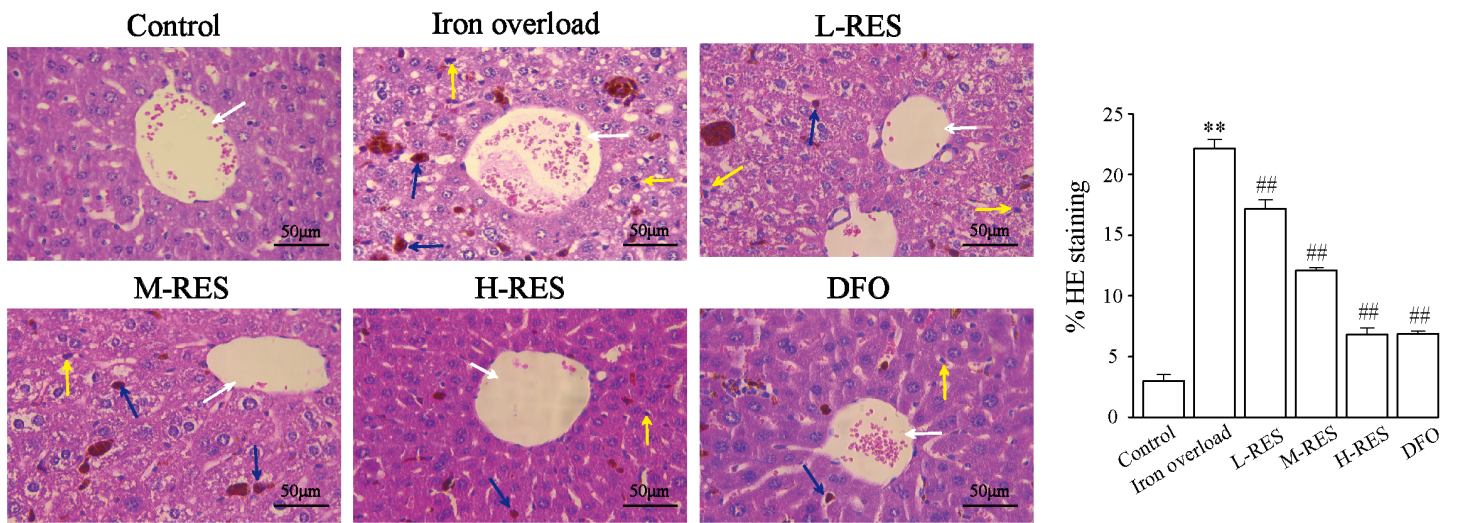 Control
Iron overload
L-RES
50μm
50μm
50μm
M-RES
H-RES
DFO
50μm
50μm
50μm
% HE staining
25
20
15
10
5
0
**
##
##
##
##
Control
Iron overload
L-RES
M-RES
H-RES
DFO